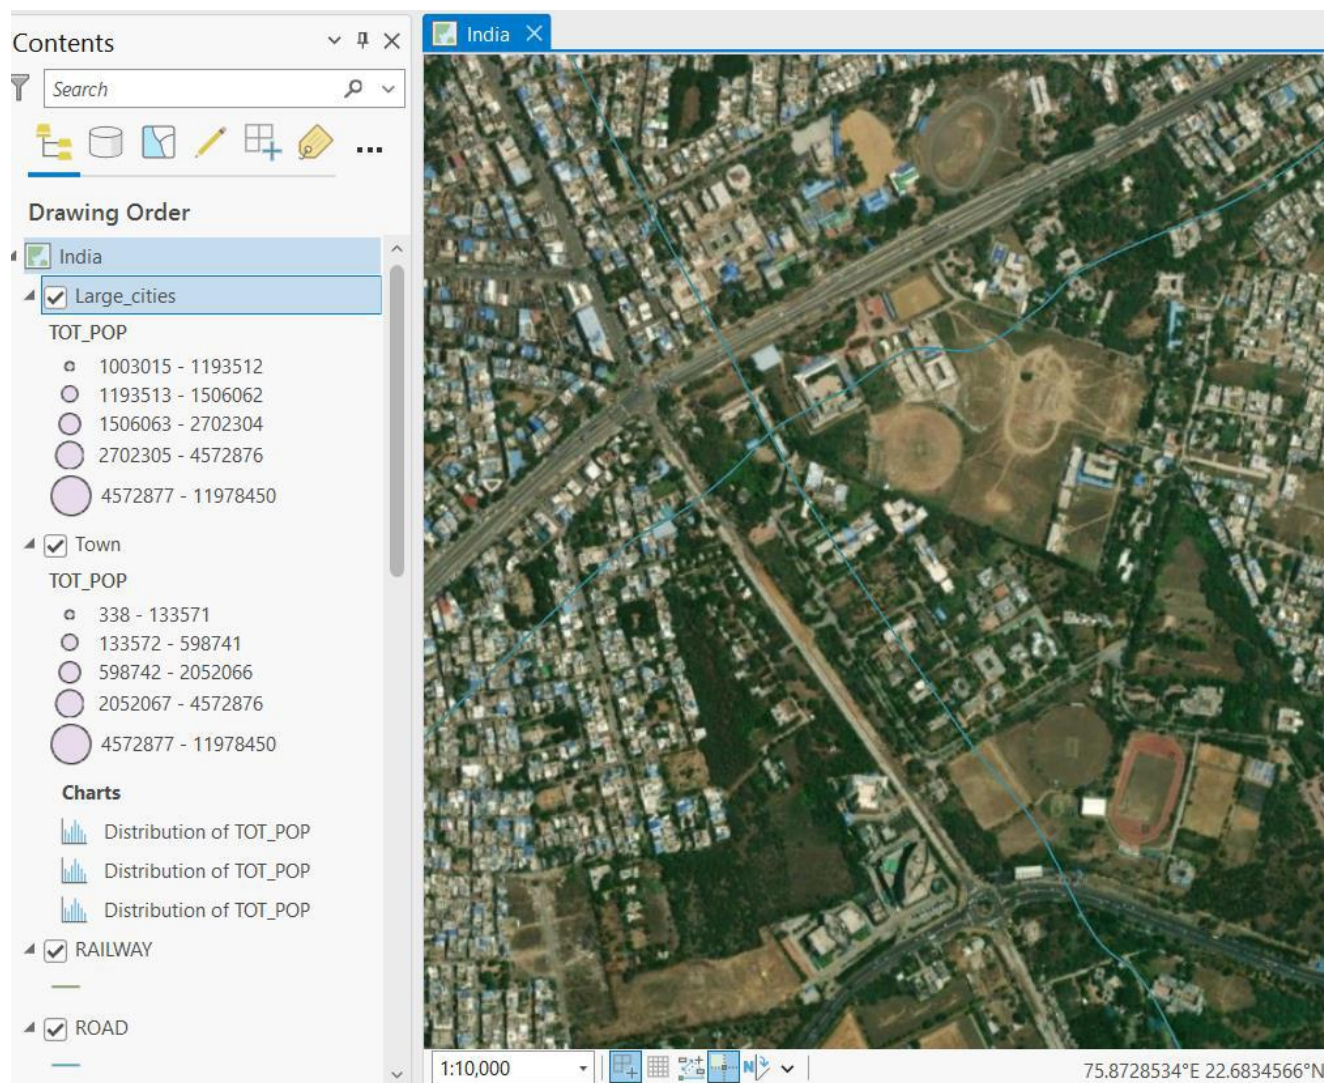 Contents
India
Search
Drawing Order
India
Large_cities
TOT_POP
1003015 - 1193512
1193513 - 1506062
1506063 - 2702304
2702305 - 4572876
4572877 - 11978450
Town
TOT_POP
338 - 133571
133572 - 598741
598742 - 2052066
2052067 - 4572876
4572877 - 11978450
Charts
Distribution of TOT_POP
Distribution of TOT_POP
Distribution of TOT_POP
RAILWAY
ROAD
1:10,000
N
75.8728534°E 22.6834566°N